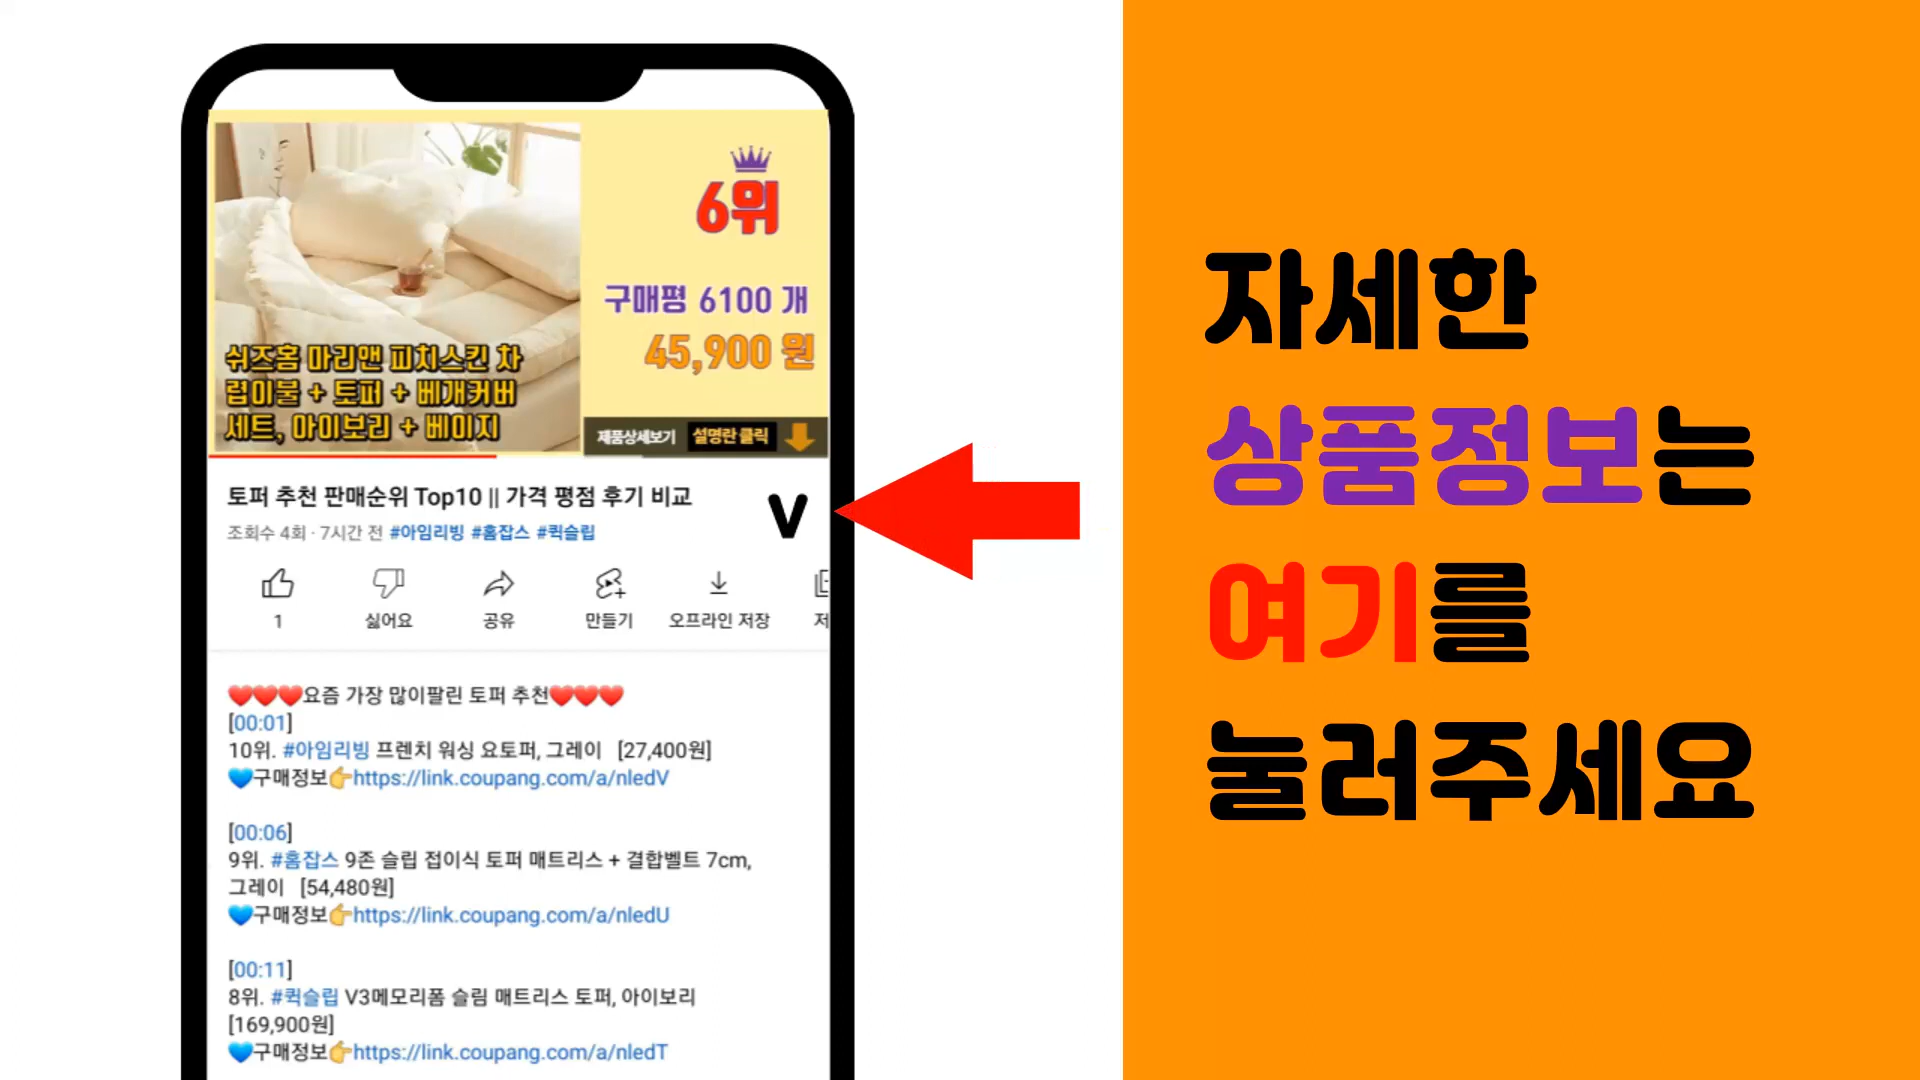 6위
구매평 6100 개
45,900 원
쉬즈홈 마리앤 피치스킨 차
렵이불 + 토퍼 + 베개커버
세트, 아이보리 + 베이지
제품상세보기 설명란 클릭
토퍼 추천 판매순위 Top10 || 가격 평점 후기 비교
V
조회수 4회 · 7시간 전 #아임리빙 #홈잡스 #퀵슬립
1 싫어요 공유 만들기 오프라인 저장 저
❤️❤️❤️요즘 가장 많이팔린 토퍼 추천❤️❤️❤️
[00:01]
10위. #아임리빙 프렌치 워싱 요토퍼, 그레이 [27,400원]
💙구매정보👉https://link.coupang.com/a/nledV
[00:06]
9위. #홈잡스 9존 슬립 접이식 토퍼 매트리스 + 결합벨트 7cm,
그레이 [54,480원]
💙구매정보👉https://link.coupang.com/a/nledU
[00:11]
8위. #퀵슬립 V3메모리폼 슬림 매트리스 토퍼, 아이보리
[169,900원]
💙구매정보👉https://link.coupang.com/a/nledT
자세한
상품정보는
여기를
눌러주세요